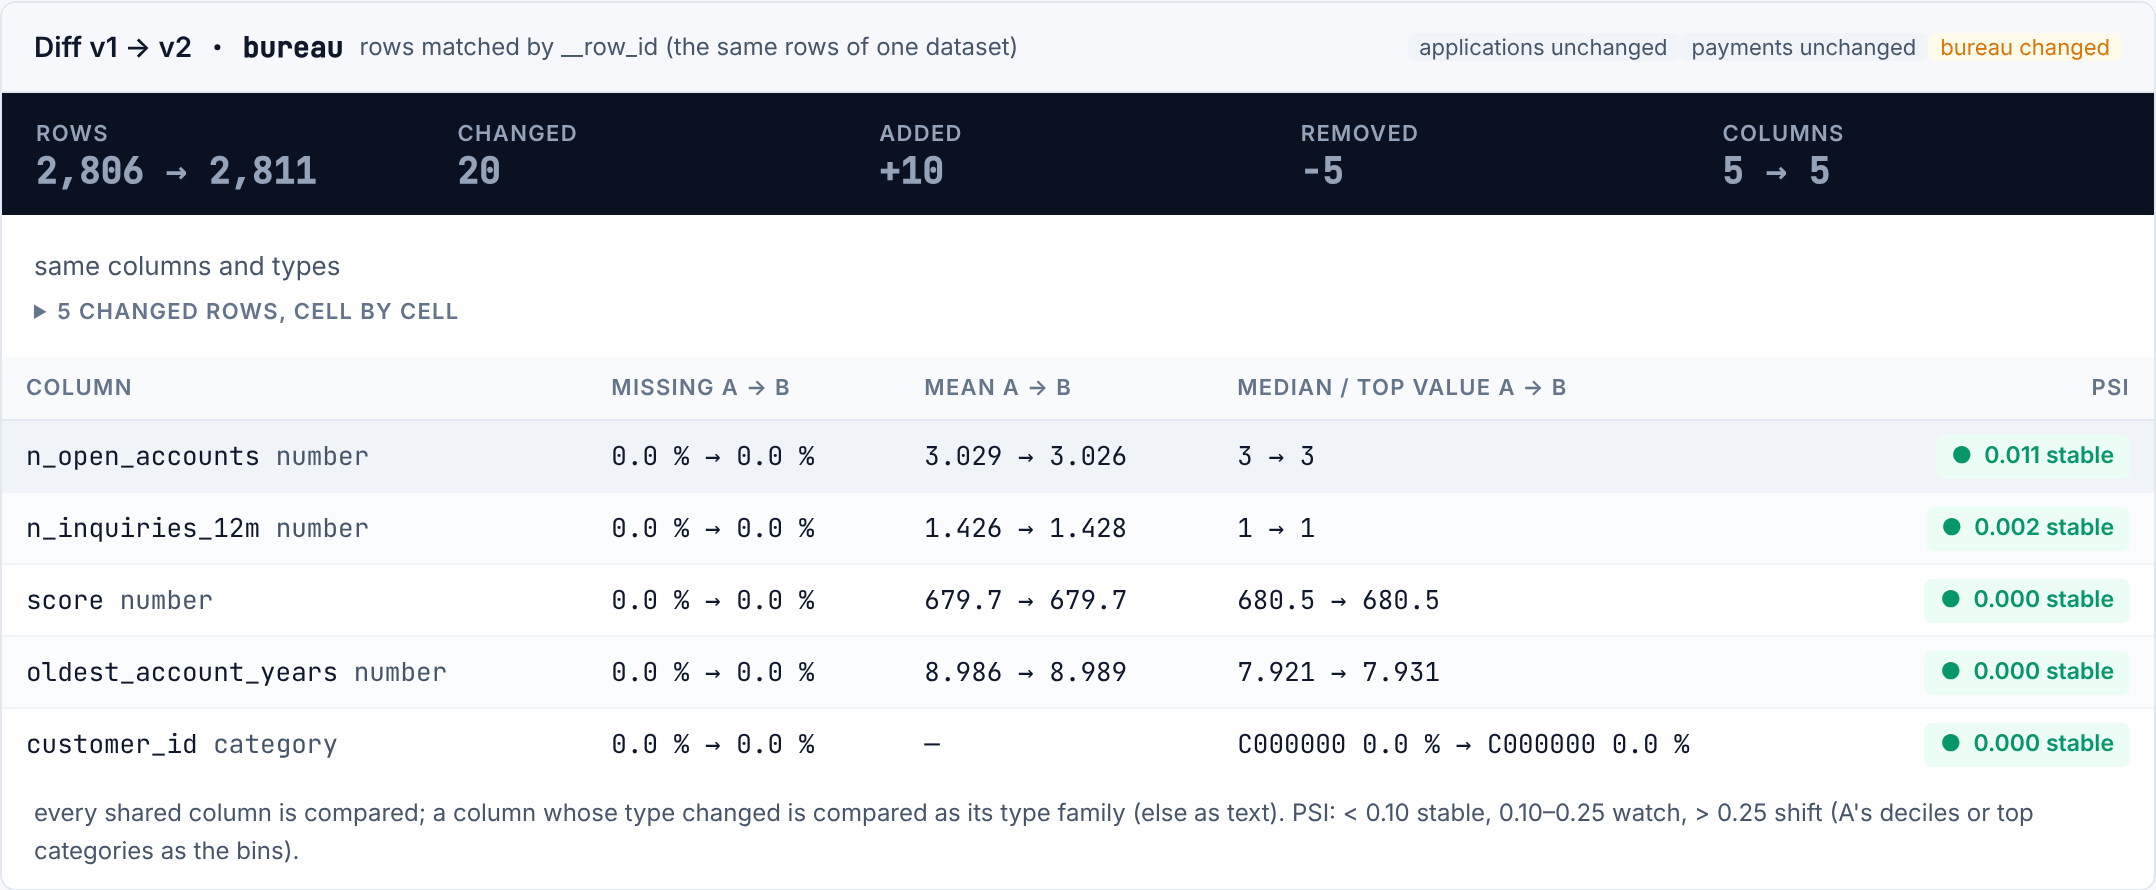 Diff v1 → v2 · bureau rows matched by __row_id (the same rows of one dataset) applications unchanged payments unchanged bureau changed
ROWS CHANGED ADDED REMOVED COLUMNS
2,806 → 2,811 20 +10 -5 5 → 5
same columns and types
▶ 5 CHANGED ROWS, CELL BY CELL
COLUMN MISSING A → B MEAN A → B MEDIAN / TOP VALUE A → B PSI
n_open_accounts number 0.0 % → 0.0 % 3.029 → 3.026 3 → 3 0.011 stable
n_inquiries_12m number 0.0 % → 0.0 % 1.426 → 1.428 1 → 1 0.002 stable
score number 0.0 % → 0.0 % 679.7 → 679.7 680.5 → 680.5 0.000 stable
oldest_account_years number 0.0 % → 0.0 % 8.986 → 8.989 7.921 → 7.931 0.000 stable
customer_id category 0.0 % → 0.0 % — C000000 0.0 % → C000000 0.0 % 0.000 stable
every shared column is compared; a column whose type changed is compared as its type family (else as text). PSI: < 0.10 stable, 0.10–0.25 watch, > 0.25 shift (A's deciles or top
categories as the bins).